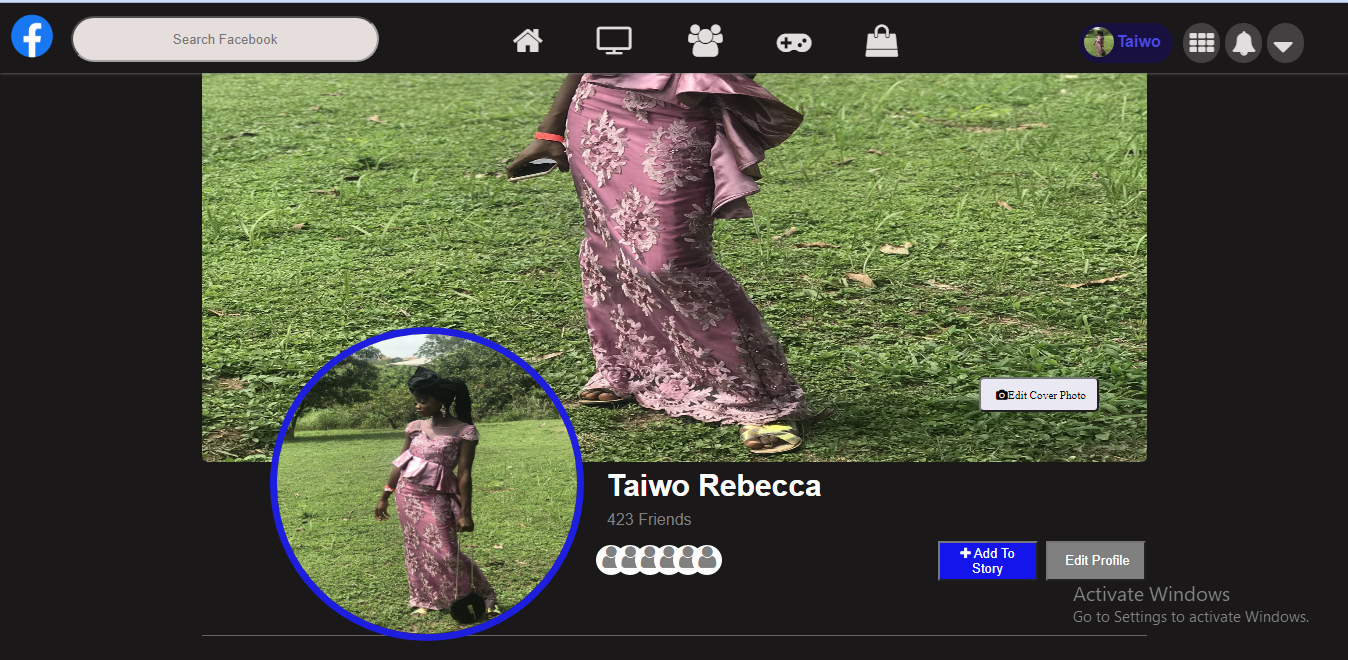 Search Facebook
Taiwo
Edit Cover Photo
Taiwo Rebecca
423 Friends
Add To
Story
Edit Profile
Activate Windows
Go to Settings to activate Windows.